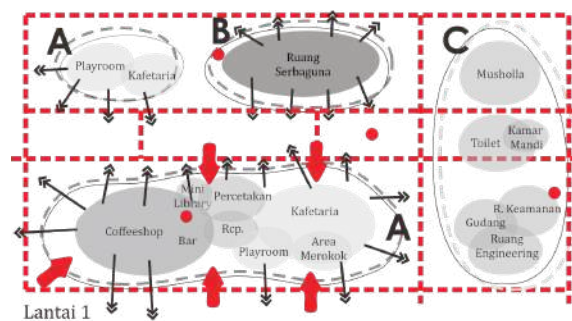 A
Playroom
Kafetaria
B
Ruang
Serbaguna
C
Musholla
Toilet
Kamar
Mandi
R. Keamanan
Gudang
Ruang
Engineering
Mini
Library
Percetakan
Kafetaria
A
Coffeeshop
Bar
Rcp.
Playroom
Area
Merokok
Lantai 1